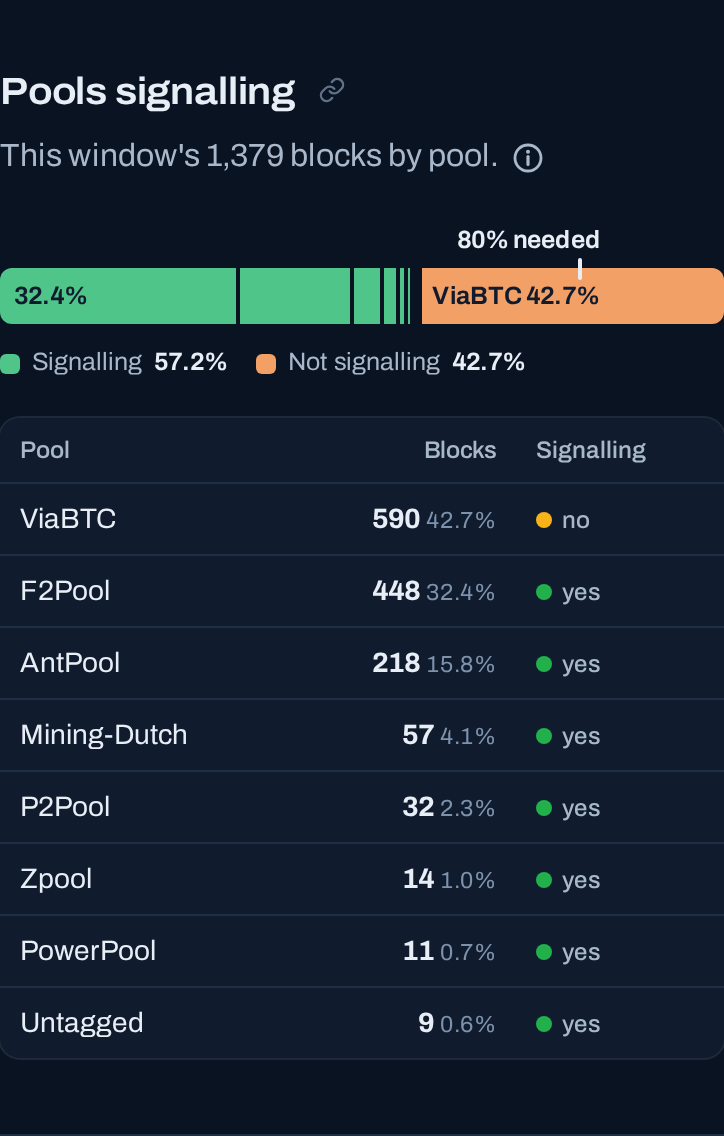 Pools signalling
This window's 1,379 blocks by pool.
80% needed
32.4% ViaBTC 42.7%
Signalling 57.2% Not signalling 42.7%
Pool Blocks Signalling
ViaBTC 590 42.7% no
F2Pool 448 32.4% yes
AntPool 218 15.8% yes
Mining-Dutch 57 4.1% yes
P2Pool 32 2.3% yes
Zpool 14 1.0% yes
PowerPool 11 0.7% yes
Untagged 9 0.6% yes